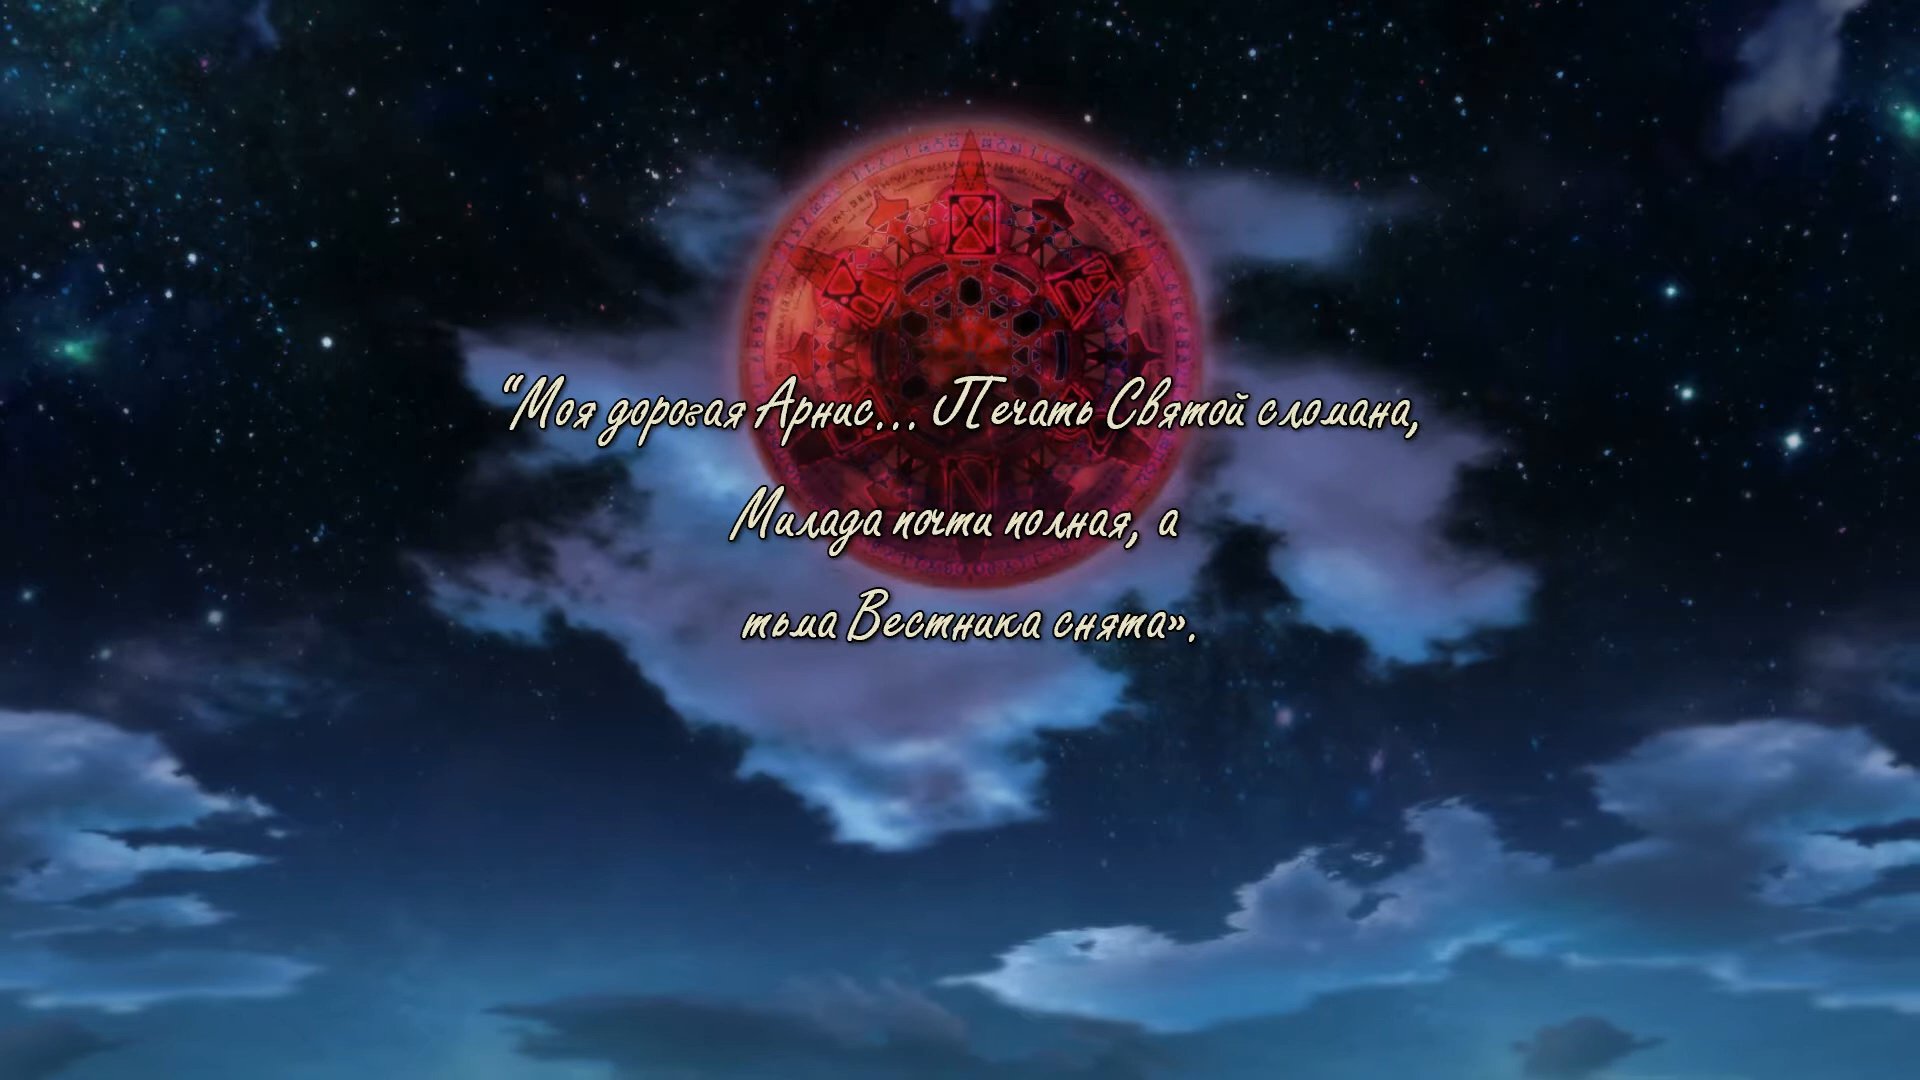 “Моя дорогая Арнис... Печать Святой сломана,
Милада почти полная, а
тьма Вестника снята».